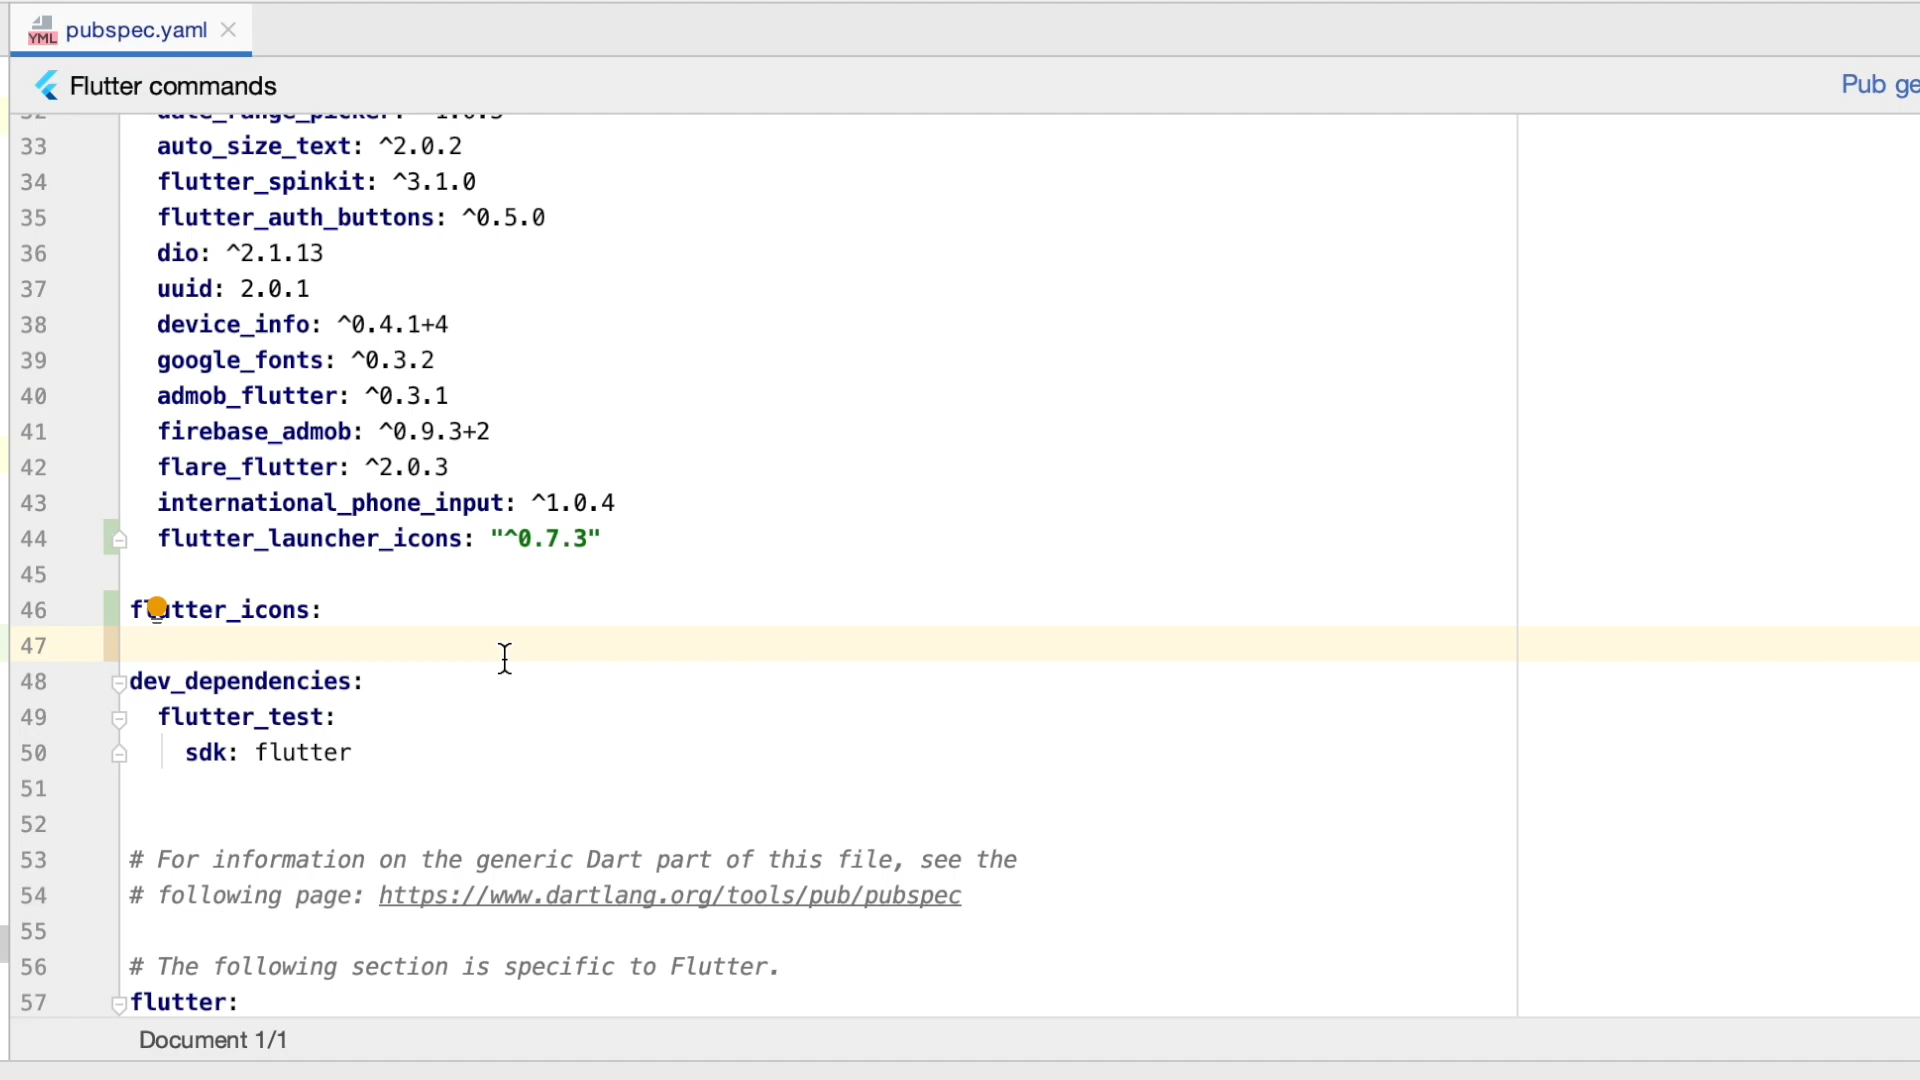 YML pubspec.yaml
Flutter commands
Pub ge
33 auto_size_text: ^2.0.2
34 flutter_spinkit: ^3.1.0
35 flutter_auth_buttons: ^0.5.0
36 dio: ^2.1.13
37 uuid: 2.0.1
38 device_info: ^0.4.1+4
39 google_fonts: ^0.3.2
40 admob_flutter: ^0.3.1
41 firebase_admob: ^0.9.3+2
42 flare_flutter: ^2.0.3
43 international_phone_input: ^1.0.4
44 flutter_launcher_icons: "^0.7.3"
45
46 flutter_icons:
47
48 dev_dependencies:
49 flutter_test:
50 sdk: flutter
51
52
53 # For information on the generic Dart part of this file, see the
54 # following page: https://www.dartlang.org/tools/pub/pubspec
55
56 # The following section is specific to Flutter.
57 flutter:
Document 1/1